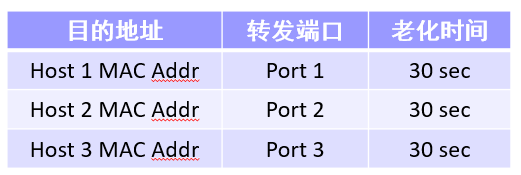 目的地址 转发端口 老化时间
Host 1 MAC Addr Port 1 30 sec
Host 2 MAC Addr Port 2 30 sec
Host 3 MAC Addr Port 3 30 sec